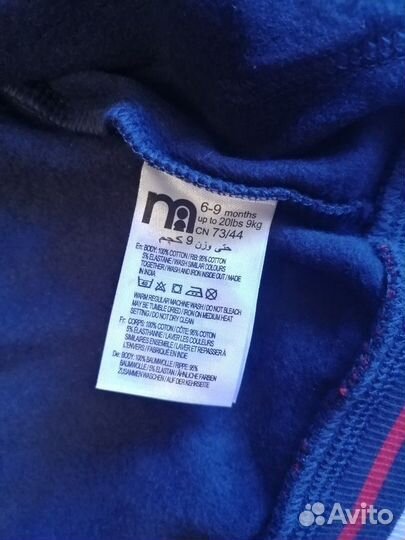 m
6-9 months
up to 20lbs 9kg
CN 73/44
حتى وزن 9 كجم
En: BODY: 100% COTTON / RIB: 95% COTTON
5% ELASTANE / WASH SIMILAR COLOURS
TOGETHER / WASH AND IRON INSIDE OUT / MADE
IN INDIA
WARM REGULAR MACHINE WASH / DO NOT BLEACH
MAY BE TUMBLE DRIED / IRON ON MEDIUM HEAT
SETTING / DO NOT DRY CLEAN
Fr: CORPS: 100% COTON / CÔTE: 95% COTON
5% ÉLASTHANNE / LAVER LES COULEURS
SIMILAIRES ENSEMBLE / LAVER ET REPASSER À
L'ENVERS / FABRIQUÉ EN INDE
De: BODY: 100% BAUMWOLLE / RIPPE: 95%
BAUMWOLLE / 5% ELASTAN / ÄHNLICHE FARBEN
ZUSAMMEN WASCHEN / AUF DER KEHRSEITE
Avito